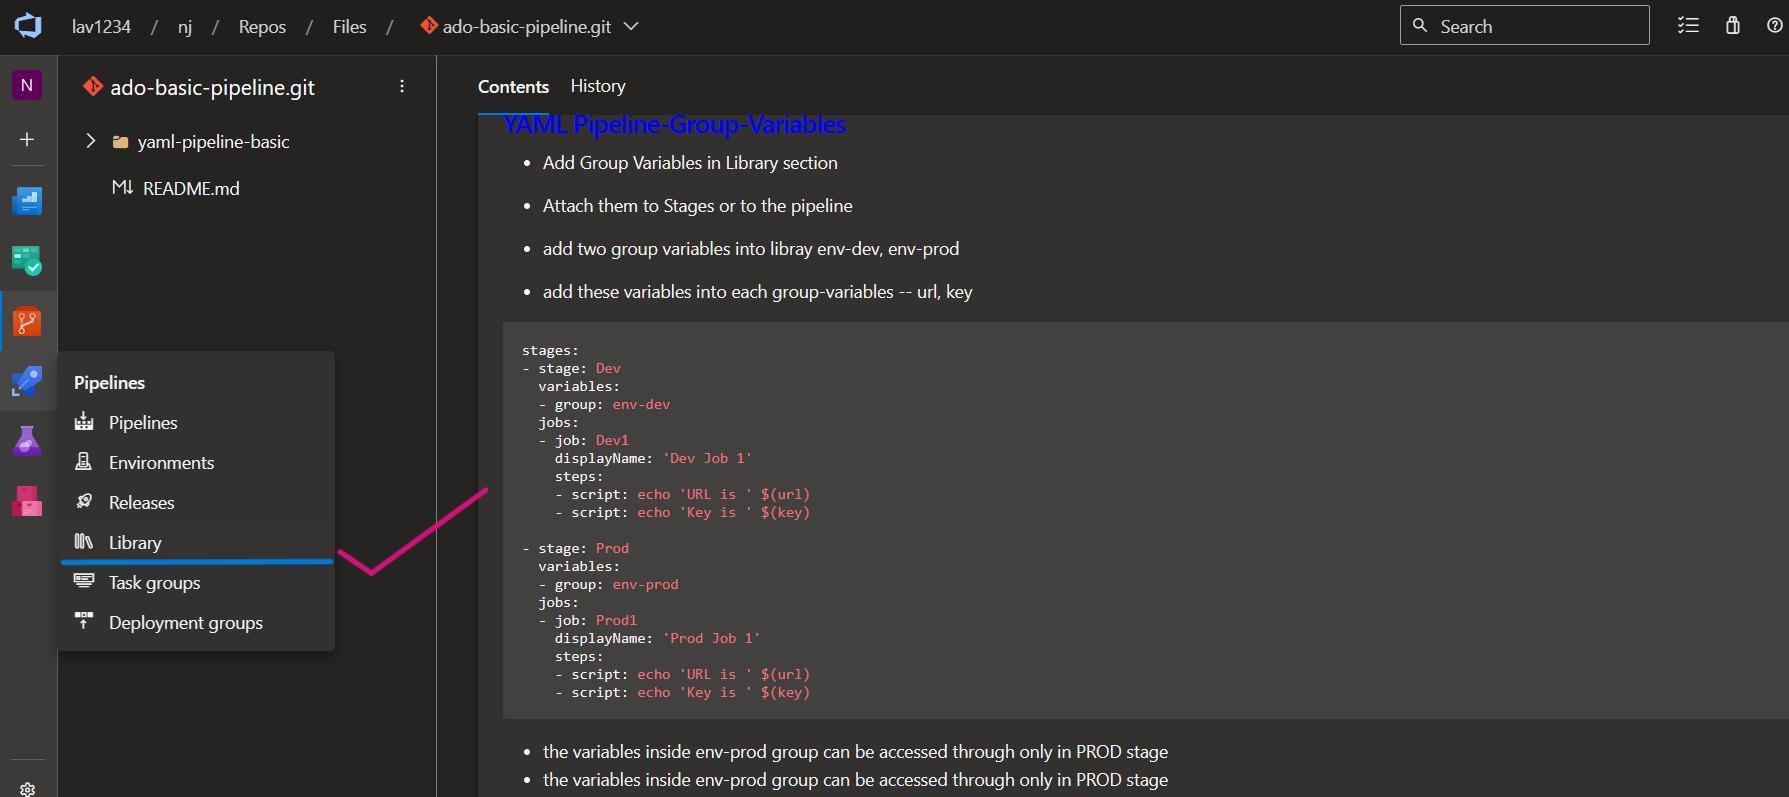 lav1234 / nj / Repos / Files / ado-basic-pipeline.git
Search
N
ado-basic-pipeline.git
yaml-pipeline-basic
M↓ README.md
Pipelines
Pipelines
Environments
Releases
Library
Task groups
Deployment groups
Contents History
YAML Pipeline-Group-Variables
• Add Group Variables in Library section
• Attach them to Stages or to the pipeline
• add two group variables into libray env-dev, env-prod
• add these variables into each group-variables -- url, key
stages:
- stage: Dev
  variables:
  - group: env-dev
  jobs:
  - job: Dev1
    displayName: 'Dev Job 1'
    steps:
    - script: echo 'URL is ' $(url)
    - script: echo 'Key is ' $(key)
- stage: Prod
  variables:
  - group: env-prod
  jobs:
  - job: Prod1
    displayName: 'Prod Job 1'
    steps:
    - script: echo 'URL is ' $(url)
    - script: echo 'Key is ' $(key)
• the variables inside env-prod group can be accessed through only in PROD stage
• the variables inside env-prod group can be accessed through only in PROD stage